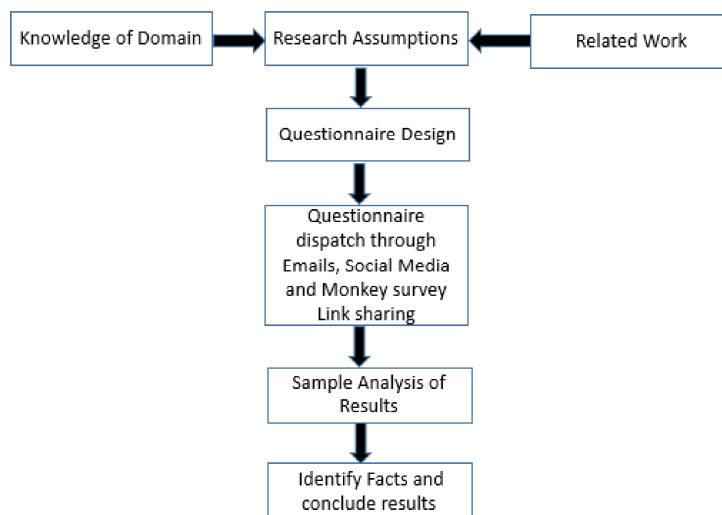 Knowledge of Domain
Research Assumptions
Related Work
Questionnaire Design
Questionnaire
dispatch through
Emails, Social Media
and Monkey survey
Link sharing
Sample Analysis of
Results
Identify Facts and
conclude results